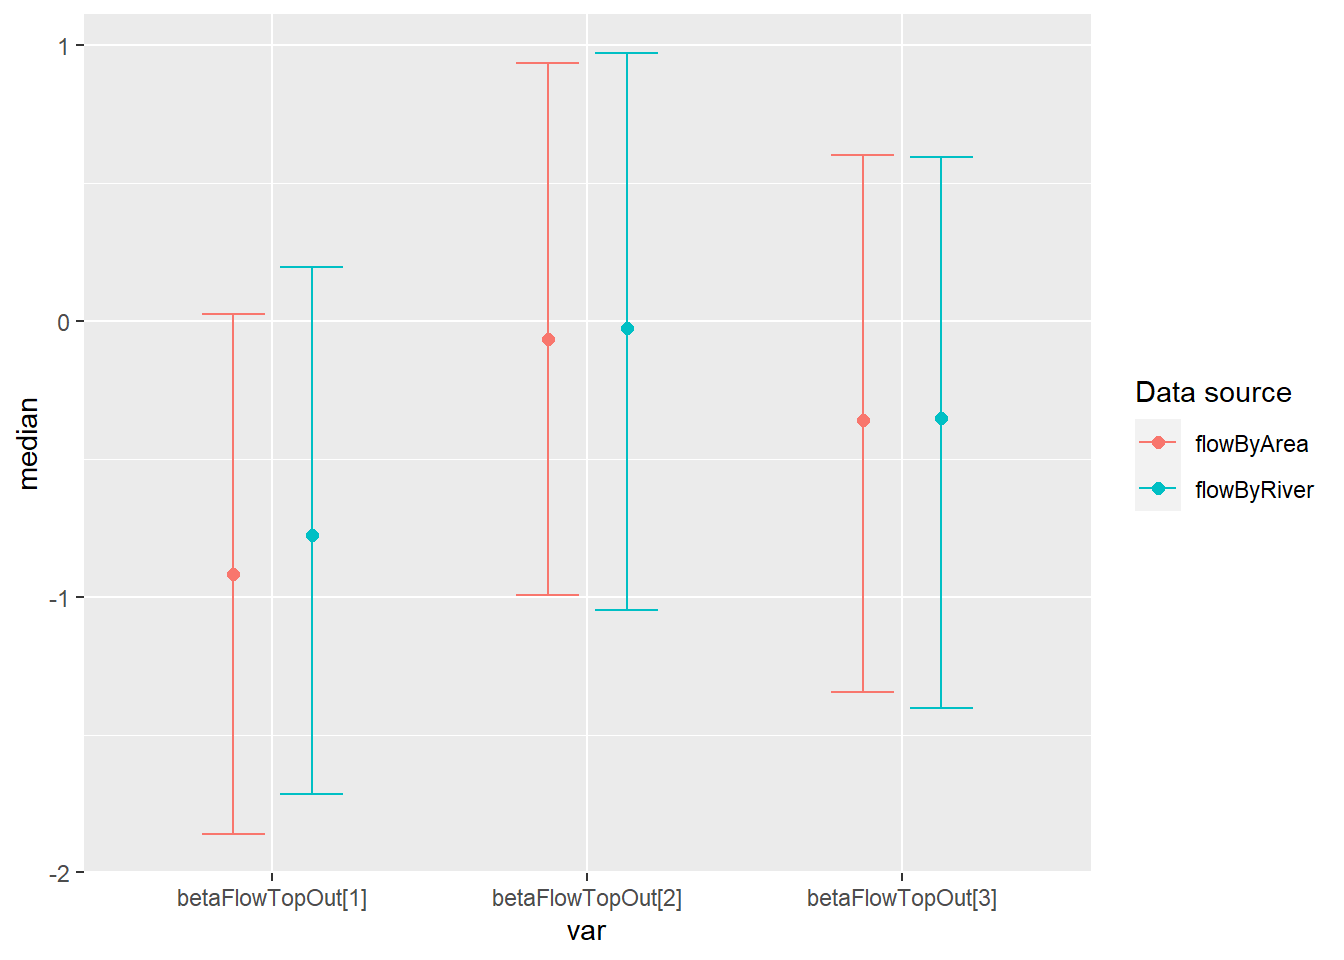 1
0
-1
-2
median
betaFlowTopOut[1]
betaFlowTopOut[2]
betaFlowTopOut[3]
var
Data source
flowByArea
flowByRiver